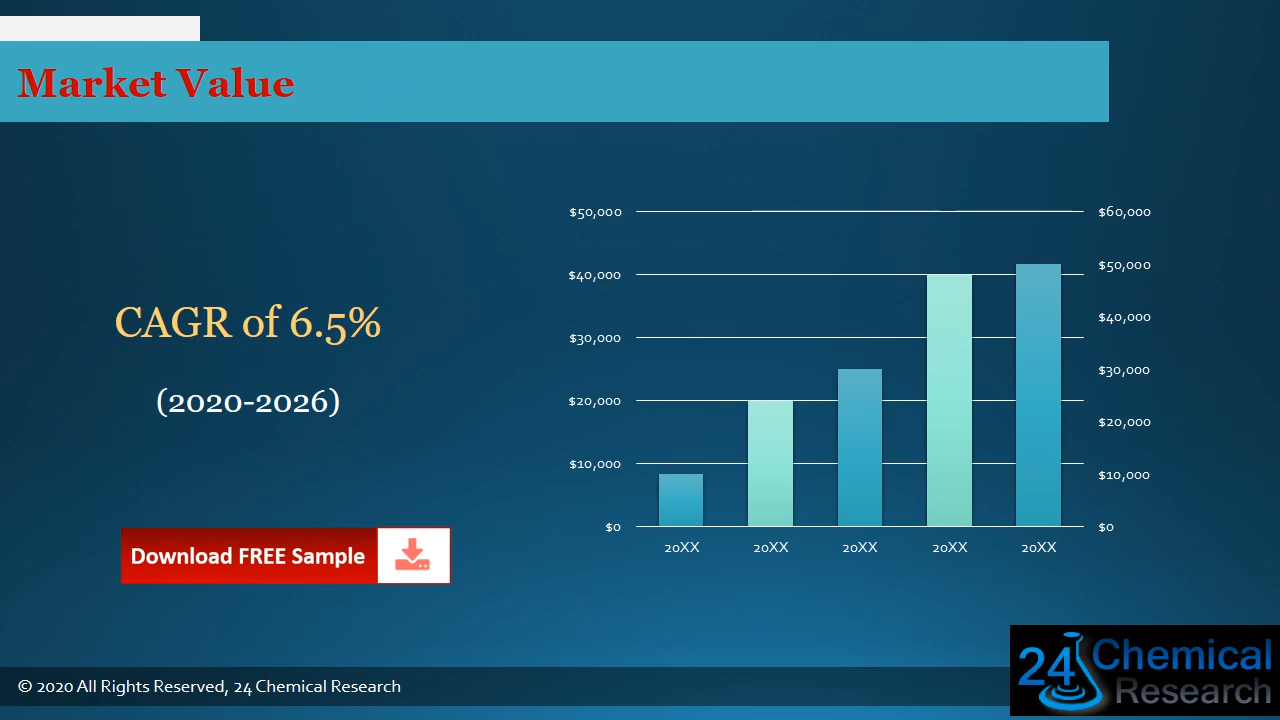 Market Value
CAGR of 6.5%
(2020-2026)
Download FREE Sample
$50,000
$40,000
$30,000
$20,000
$10,000
$0
$60,000
$50,000
$40,000
$30,000
$20,000
$10,000
$0
20XX 20XX 20XX 20XX 20XX
© 2020 All Rights Reserved, 24 Chemical Research
24 Chemical
Research